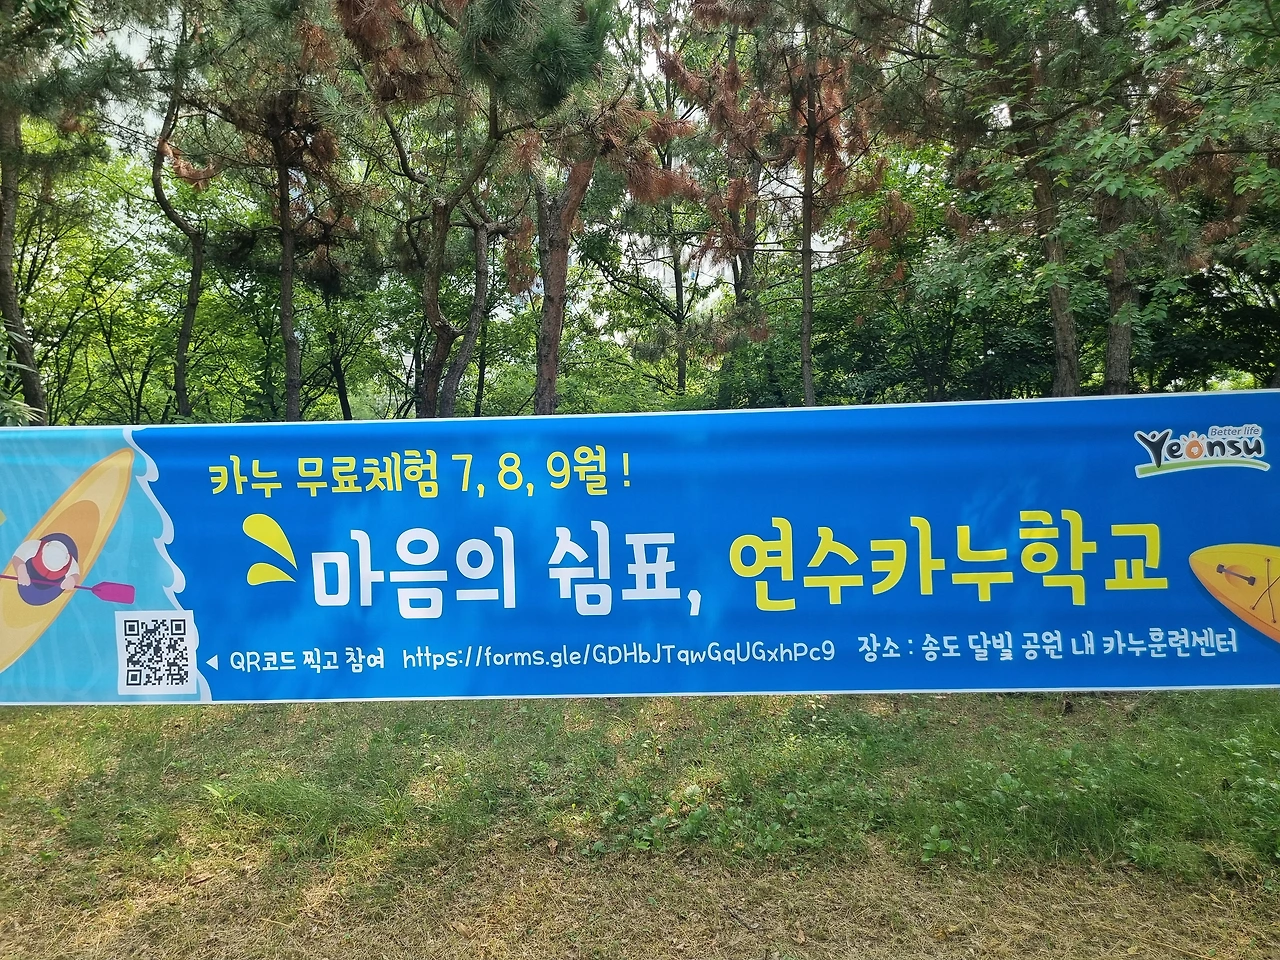 Better life
Yeonsu
카누 무료체험 7, 8, 9월 !
마음의 쉼표, 연수카누학교
◀ QR코드 찍고 참여 https://forms.gle/GDHbJTqwGqUGxhPc9 장소 : 송도 달빛 공원 내 카누훈련센터